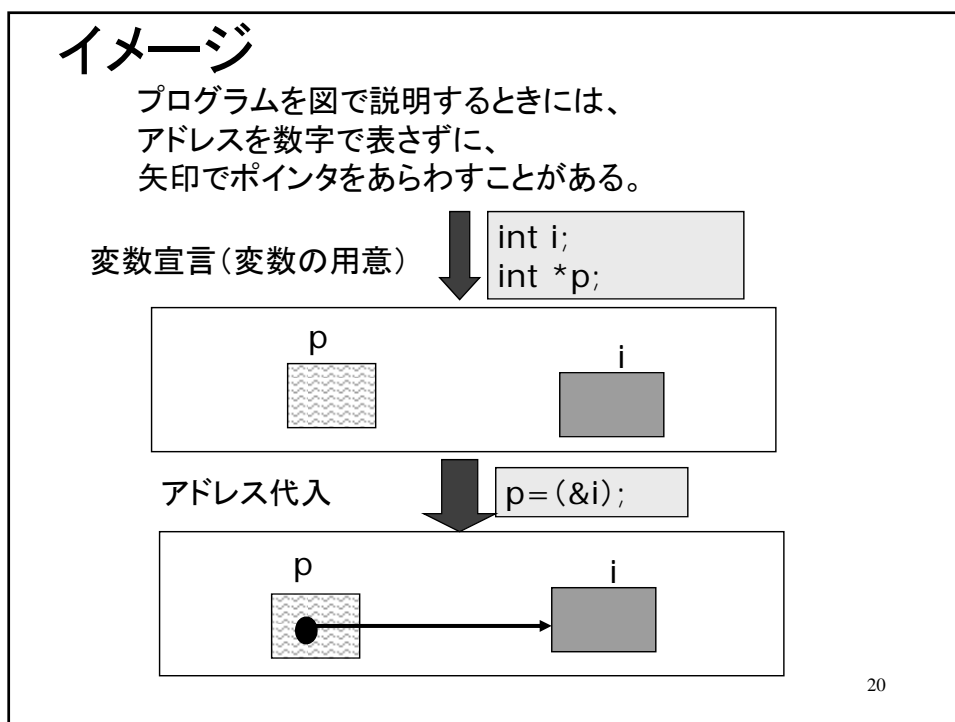 イメージ
プログラムを図で説明するときには、
アドレスを数字で表さずに、
矢印でポインタをあらわすことがある。
変数宣言(変数の用意)
int i;
int *p;
p
i
アドレス代入
p=(&i);
p
i
20